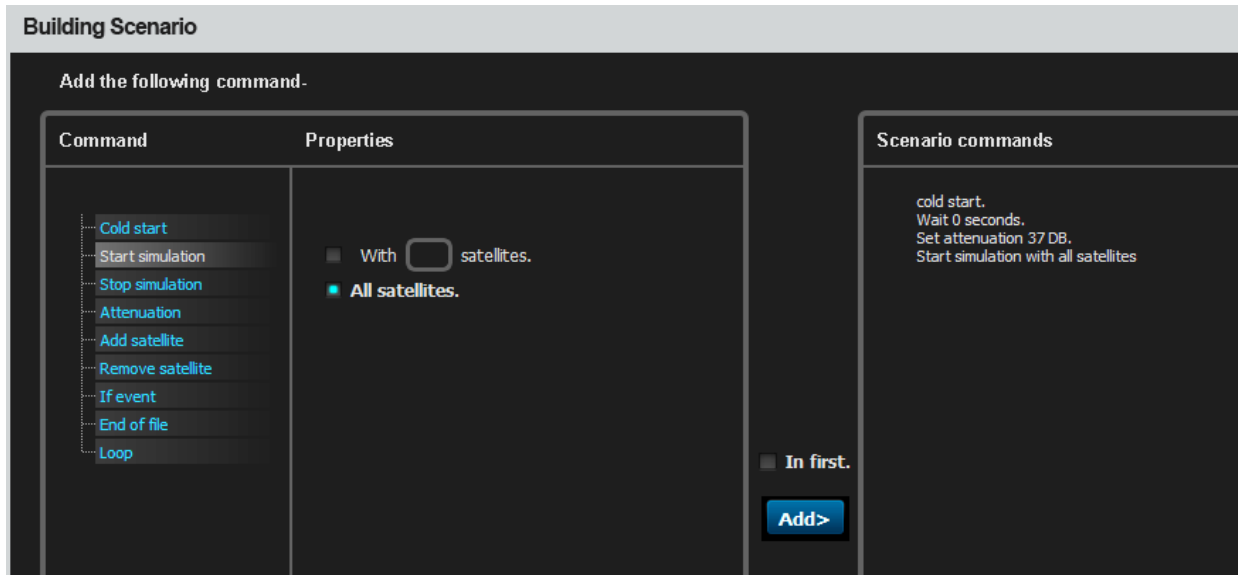 Building Scenario
Add the following command-
Command
Properties
Cold start
Start simulation
Stop simulation
Attenuation
Add satellite
Remove satellite
If event
End of file
Loop
With satellites.
All satellites.
In first.
Add>
Scenario commands
cold start.
Wait 0 seconds.
Set attenuation 37 DB.
Start simulation with all satellites